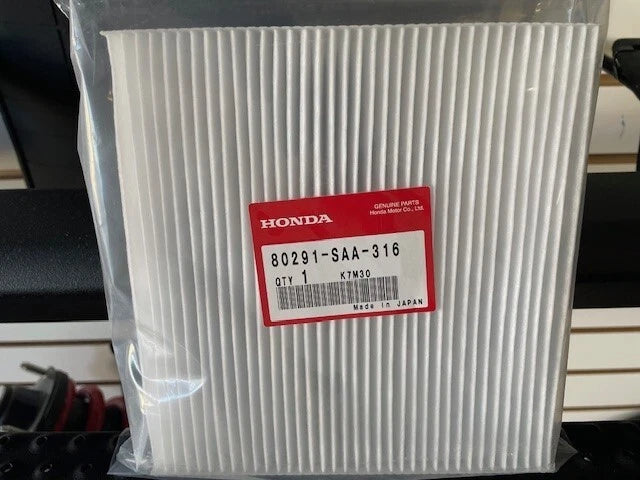 GENUINE PARTS
Honda Motor Co., Ltd.
HONDA
80291-SAA-316
QTY 1 K7M30
Made in JAPAN